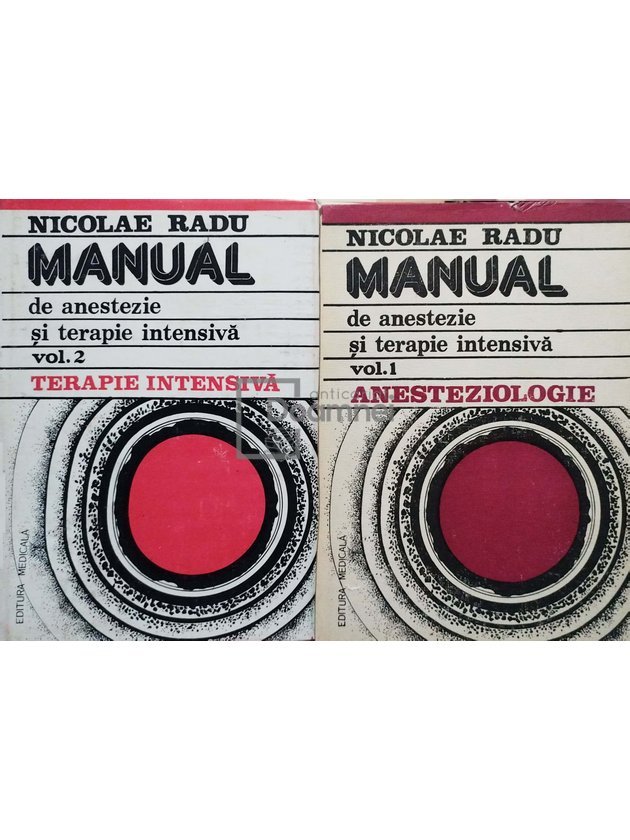 NICOLAE RADU
MANUAL
de anestezie
și terapie intensivă
vol. 2
TERAPIE INTENSIVĂ
EDITURA MEDICALĂ
NICOLAE RADU
MANUAL
de anestezie
și terapie intensivă
vol. 1
ANESTEZIOLOGIE
EDITURA MEDICALĂ